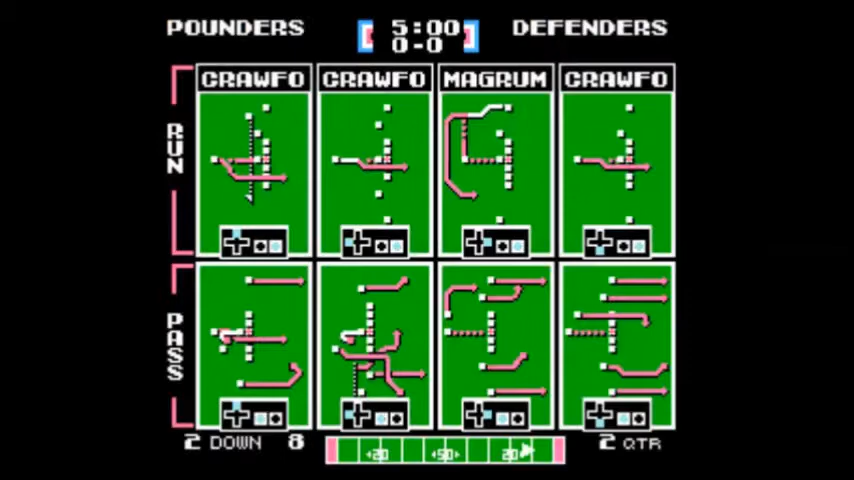 POUNDERS 5:00 DEFENDERS
0-0
CRAWFO CRAWFO MAGRUM CRAWFO
RUN
PASS
2 DOWN 8 2 QTR
20 50 20